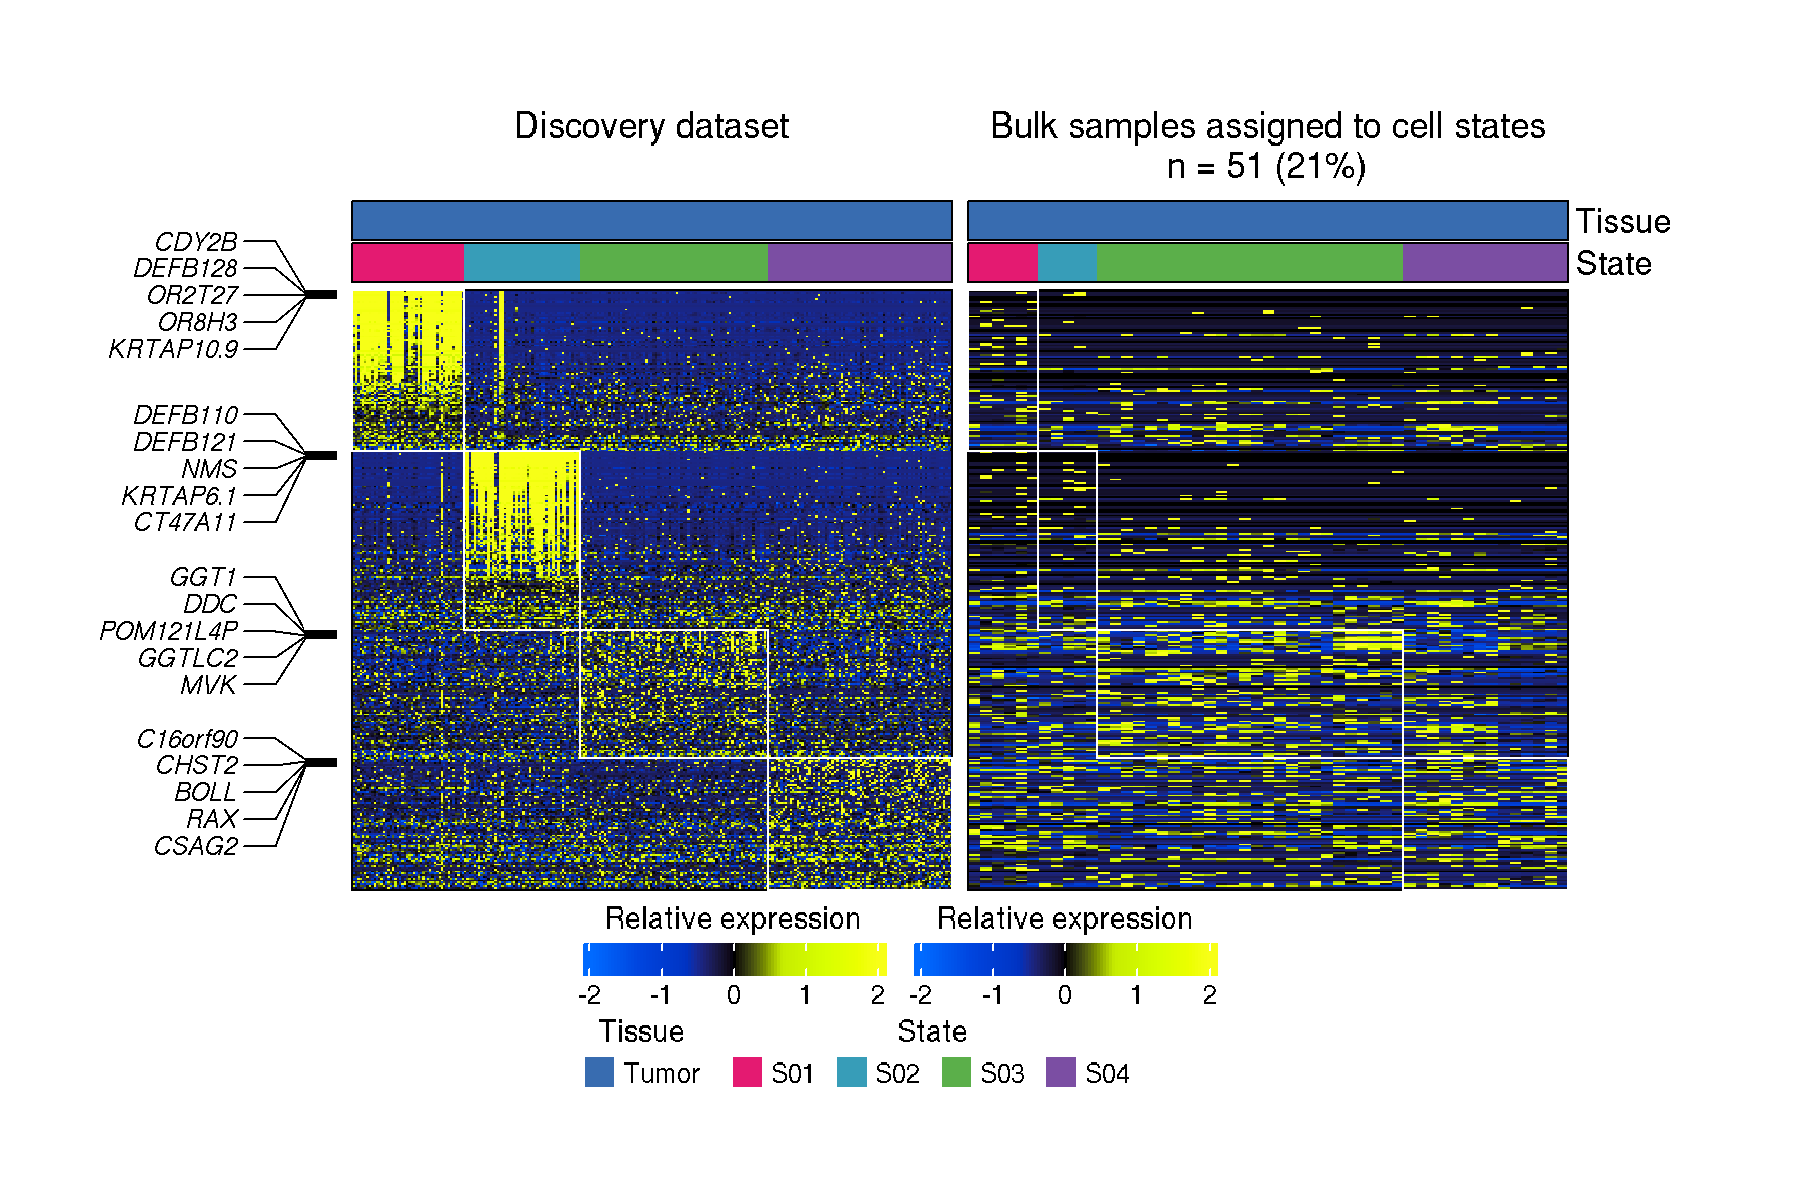 Discovery dataset
Bulk samples assigned to cell states
n = 51 (21%)
Tissue
State
CDY2B
DEFB128
OR2T27
OR8H3
KRTAP10.9
DEFB110
DEFB121
NMS
KRTAP6.1
CT47A11
GGT1
DDC
POM121L4P
GGTLC2
MVK
C16orf90
CHST2
BOLL
RAX
CSAG2
Relative expression
-2 -1 0 1 2
Relative expression
-2 -1 0 1 2
Tissue
Tumor
State
S01 S02 S03 S04